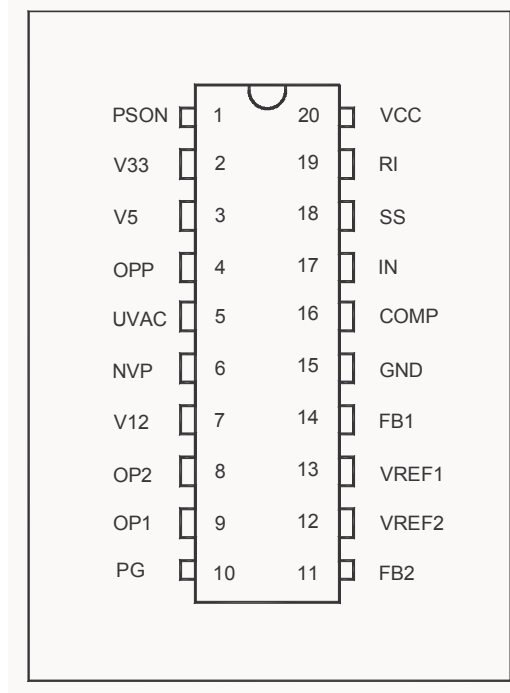 PSON 1 20 VCC
V33 2 19 RI
V5 3 18 SS
OPP 4 17 IN
UVAC 5 16 COMP
NVP 6 15 GND
V12 7 14 FB1
OP2 8 13 VREF1
OP1 9 12 VREF2
PG 10 11 FB2